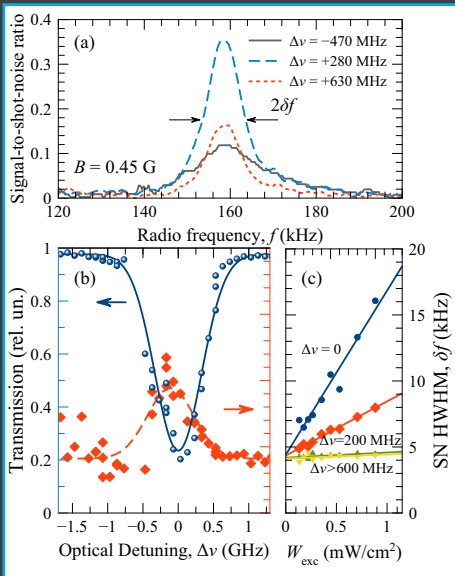 Signal-to-shot-noise ratio
0.4
0.3
0.2
0.1
0
(a)
Δν = −470 MHz
Δν = +280 MHz
Δν = +630 MHz
2δf
B = 0.45 G
120 140 160 180 200
Radio frequency, f (kHz)
Transmission (rel. un.)
1
0.8
0.6
0.4
0.2
0
(b)
−1.5 −1 −0.5 0 0.5 1
Optical Detuning, Δν (GHz)
(c)
Δν = 0
Δν=200 MHz
Δν>600 MHz
20
15
10
5
0
SN HWHM, δf (kHz)
0 0.5 1
Wexc (mW/cm²)